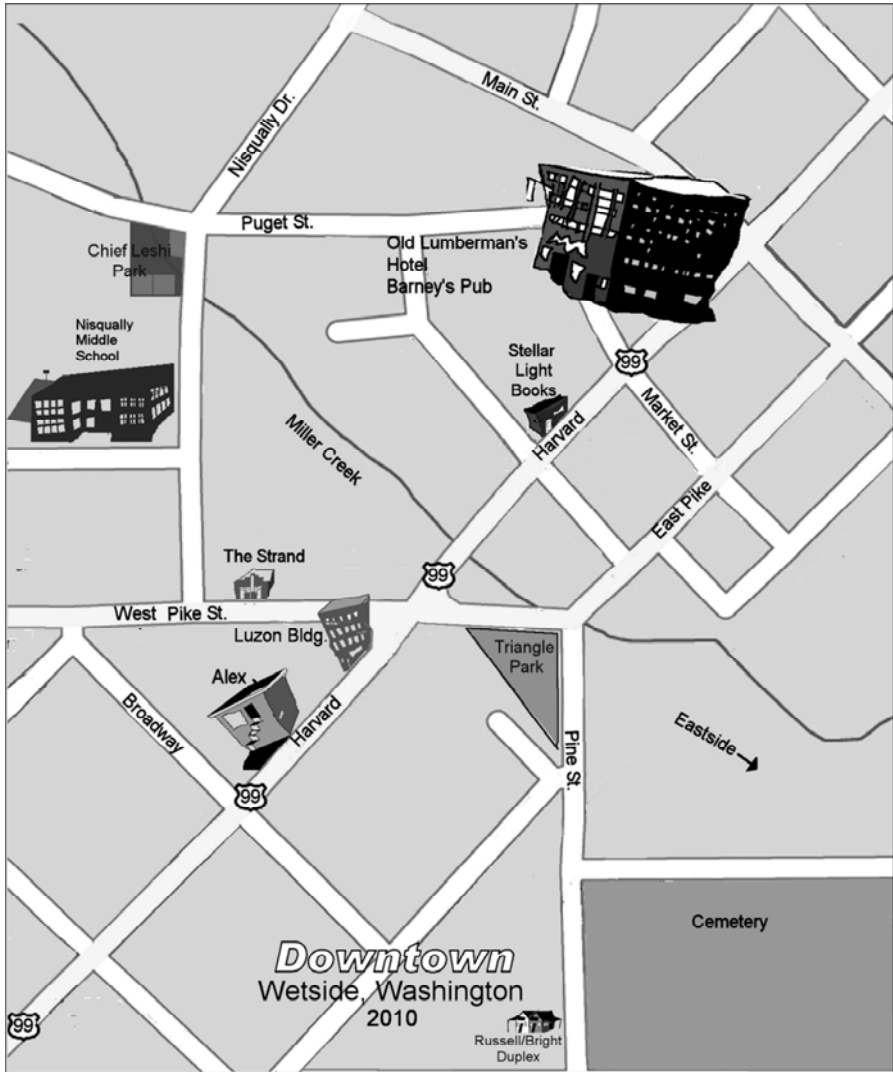 Main St.
Nisqually Dr.
Puget St.
Chief Leshi
Park
Old Lumberman's
Hotel
Barney's Pub
Nisqually
Middle
School
Stellar
Light
Books
99
Harvard
Market St.
Miller Creek
East Pike
The Strand
99
West Pike St.
Luzon Bldg.
Triangle
Park
Alex
Broadway
Harvard
Eastside
Pine St.
99
Cemetery
Downtown
Wetside, Washington
2010
99
Russell/Bright
Duplex